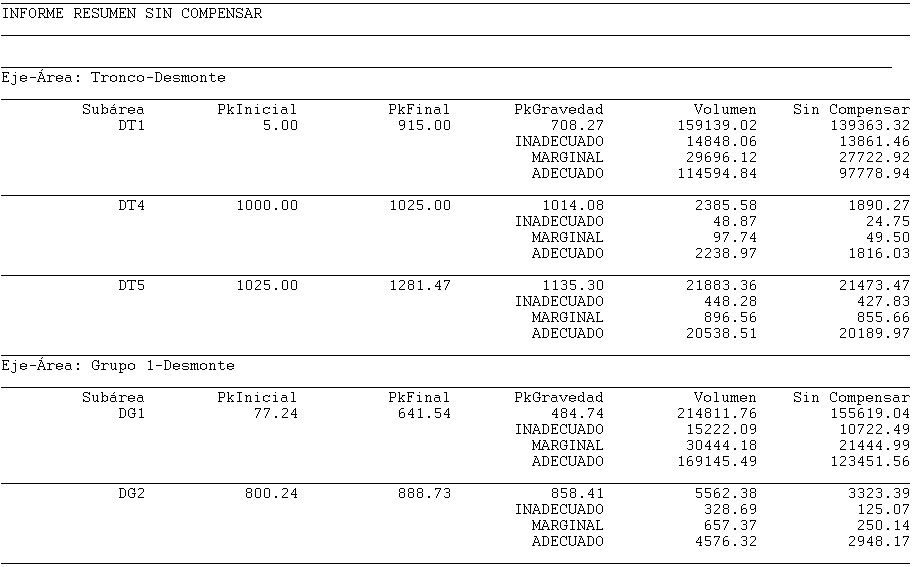 INFORME RESUMEN SIN COMPENSAR
Eje-Área: Tronco-Desmonte
Subárea PkInicial PkFinal PkGravedad Volumen Sin Compensar
DT1 5.00 915.00 708.27 159139.02 139363.32
INADECUADO 14848.06 13861.46
MARGINAL 29696.12 27722.92
ADECUADO 114594.84 97778.94
DT4 1000.00 1025.00 1014.08 2385.58 1890.27
INADECUADO 48.87 24.75
MARGINAL 97.74 49.50
ADECUADO 2238.97 1816.03
DT5 1025.00 1281.47 1135.30 21883.36 21473.47
INADECUADO 448.28 427.83
MARGINAL 896.56 855.66
ADECUADO 20538.51 20189.97
Eje-Área: Grupo 1-Desmonte
Subárea PkInicial PkFinal PkGravedad Volumen Sin Compensar
DG1 77.24 641.54 484.74 214811.76 155619.04
INADECUADO 15222.09 10722.49
MARGINAL 30444.18 21444.99
ADECUADO 169145.49 123451.56
DG2 800.24 888.73 858.41 5562.38 3323.39
INADECUADO 328.69 125.07
MARGINAL 657.37 250.14
ADECUADO 4576.32 2948.17